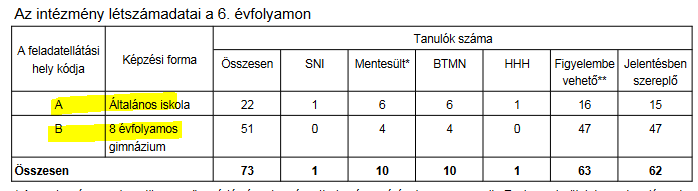 Az intézmény létszámadatai a 6. évfolyamon
A feladatellátási hely kódja Képzési forma Tanulók száma
Összesen SNI Mentesült* BTMN HHH Figyelembe vehető** Jelentésben szereplő
A Általános iskola 22 1 6 6 1 16 15
B 8 évfolyamos gimnázium 51 0 4 4 0 47 47
Összesen 73 1 10 10 1 63 62